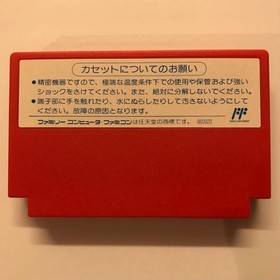 カセットについてのお願い
●精密機器ですので、極端な温度条件下での使用や保管および強い
ショックをさけてください。また、絶対に分解しないでください。
●端子部に手を触れたり、水にぬらしたりして汚さないようにして
ください。故障の原因となります。
ファミリーコンピュータ・ファミコンは任天堂の商標です。